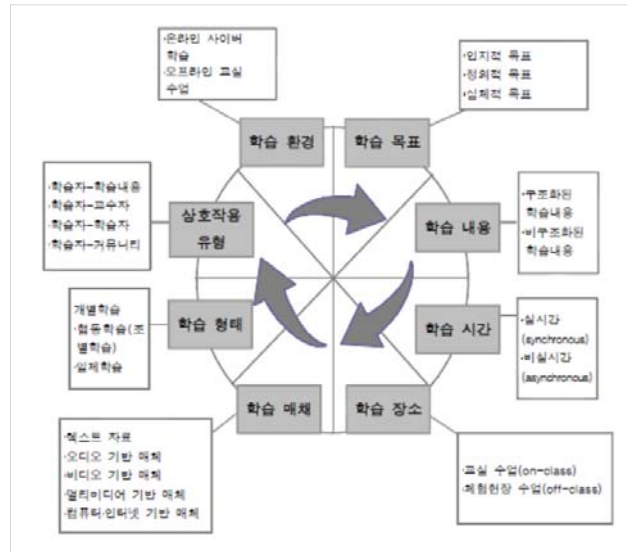 ·온라인 사이버
학습
·오프라인 교실
수업
·인지적 목표
·정의적 목표
·심체적 목표
학습 환경
학습 목표
·학습자-학습내용
·학습자-교수자
·학습자-학습자
·학습자-커뮤니티
상호작용
유형
학습 내용
·구조화된
학습내용
·비구조화된
학습내용
개별학습
·협동학습(조
별학습)
·일제학습
학습 형태
학습 시간
·실시간
(synchronous)
·비실시간
(asynchronous)
학습 매채
학습 장소
·텍스트 자료
·오디오 기반 매체
·비디오 기반 매체
·멀티미디어 기반 매체
·컴퓨터·인터넷 기반 매체
·교실 수업(on-class)
·체험현장 수업(off-class)